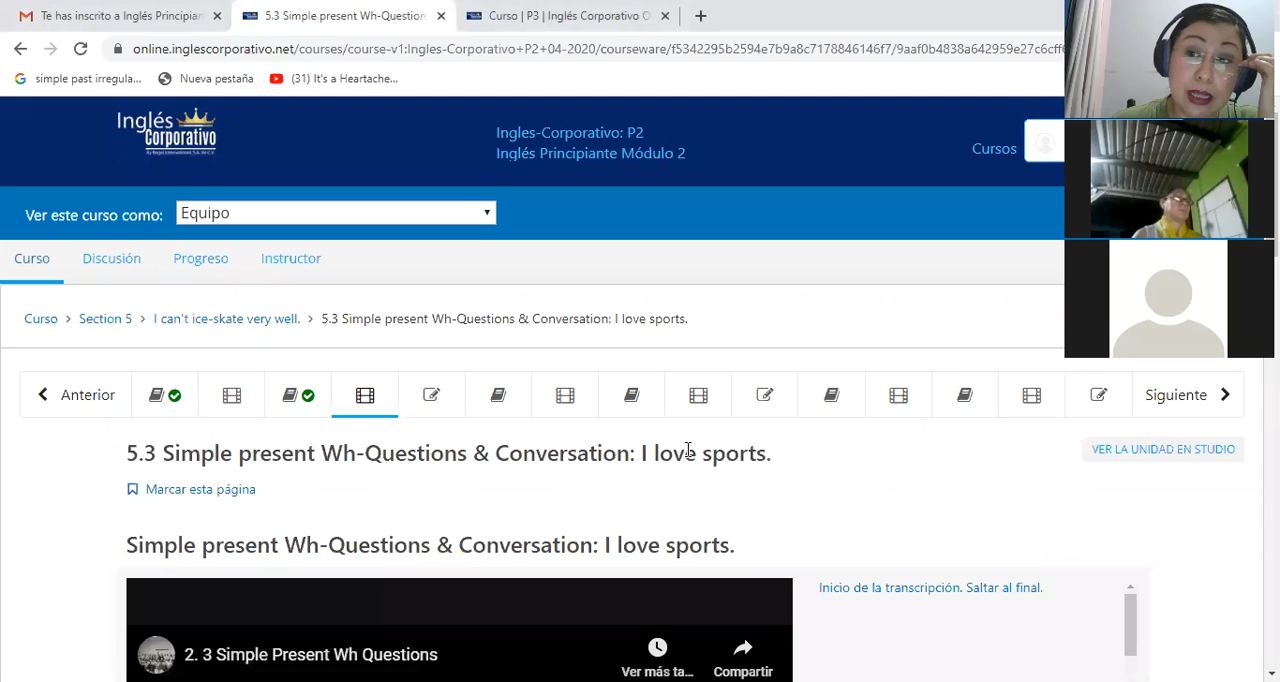 Te has inscrito a Inglés Principian
5.3 Simple present Wh-Question
Curso | P3 | Inglés Corporativo O
online.inglescorporativo.net/courses/course-v1:Ingles-Corporativo+P2+04-2020/courseware/f5342295b2594e7b9a8c7178846146f7/9aaf0b4838a642959e27c6cff6
simple past irregula...
Nueva pestaña
(31) It's a Heartache...
Inglés
Corporativo
Ingles-Corporativo: P2
Inglés Principiante Módulo 2
Cursos
Ver este curso como:
Equipo
Curso
Discusión
Progreso
Instructor
Curso > Section 5 > I can't ice-skate very well. > 5.3 Simple present Wh-Questions & Conversation: I love sports.
Anterior
Siguiente
5.3 Simple present Wh-Questions & Conversation: I love sports.
VER LA UNIDAD EN STUDIO
Marcar esta página
Simple present Wh-Questions & Conversation: I love sports.
Inicio de la transcripción. Saltar al final.
2. 3 Simple Present Wh Questions
Ver más ta...
Compartir